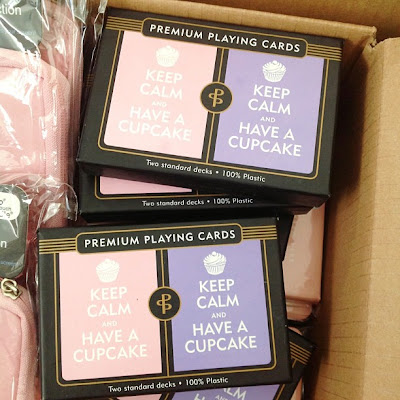 PREMIUM PLAYING CARDS
KEEP
CALM
AND
HAVE A
CUPCAKE
KEEP
CALM
AND
HAVE A
CUPCAKE
Two standard decks • 100% Plastic
Two standard decks • 100% Plastic
PREMIUM PLAYING CARDS
KEEP
CALM
AND
HAVE A
CUPCAKE
KEEP
CALM
AND
HAVE A
CUPCAKE
Two standard decks • 100% Plastic